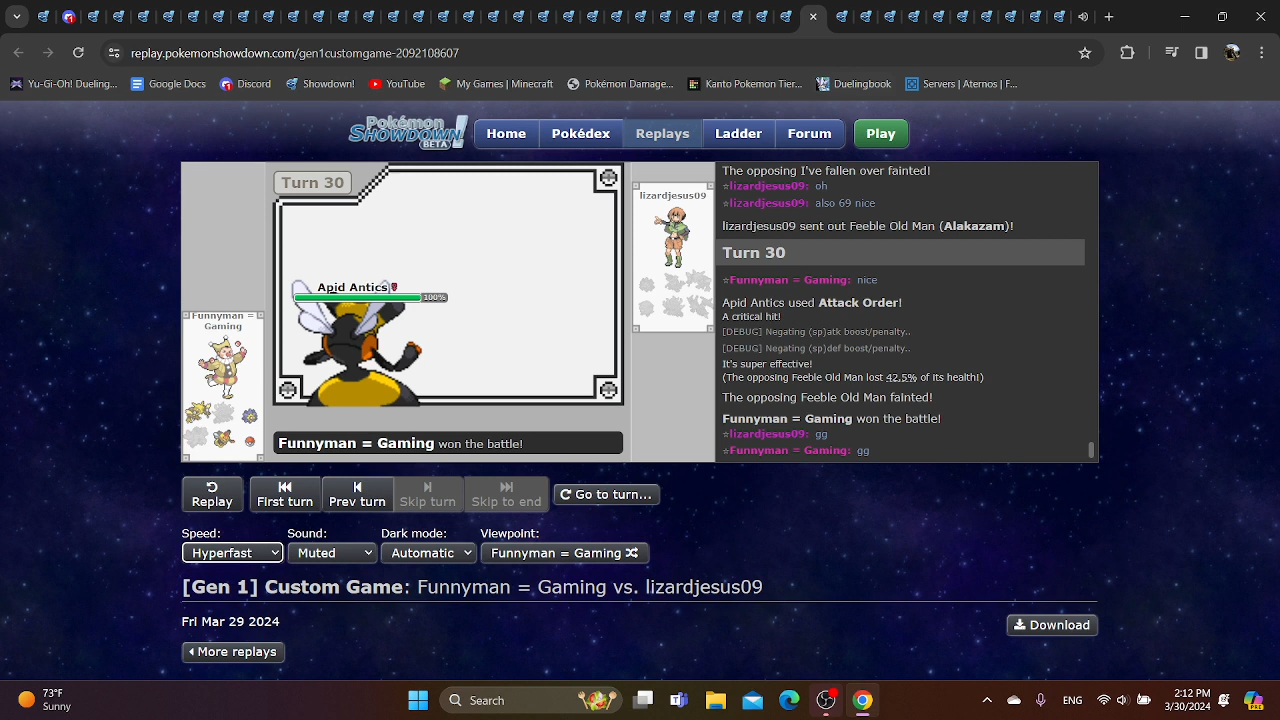 replay.pokemonshowdown.com/gen1customgame-2092108607
Yu-Gi-Oh! Dueling...
Google Docs
Discord
Showdown!
YouTube
My Games | Minecraft
Pokémon Damage...
Kanto Pokemon Tier...
Duelingbook
Servers | Aternos | F...
Pokémon
SHOWDOWN!
BETA
Home
Pokédex
Replays
Ladder
Forum
Play
Turn 30
Apid Antics
100%
Funnyman =
Gaming
Funnyman = Gaming won the battle!
lizardjesus09
The opposing I've fallen over fainted!
☆lizardjesus09: oh
☆lizardjesus09: also 69 nice
lizardjesus09 sent out Feeble Old Man (Alakazam)!
Turn 30
☆Funnyman = Gaming: nice
Apid Antics used Attack Order!
A critical hit!
[DEBUG] Negating (sp)atk boost/penalty..
[DEBUG] Negating (sp)def boost/penalty..
It's super effective!
(The opposing Feeble Old Man lost 42.5% of its health!)
The opposing Feeble Old Man fainted!
Funnyman = Gaming won the battle!
☆lizardjesus09: gg
☆Funnyman = Gaming: gg
Replay
First turn
Prev turn
Skip turn
Skip to end
Go to turn...
Speed:
Sound:
Dark mode:
Viewpoint:
Hyperfast
Muted
Automatic
Funnyman = Gaming
[Gen 1] Custom Game: Funnyman = Gaming vs. lizardjesus09
Fri Mar 29 2024
Download
More replays
73°F
Sunny
Search
ENG
2:12 PM
3/30/2024
PRE